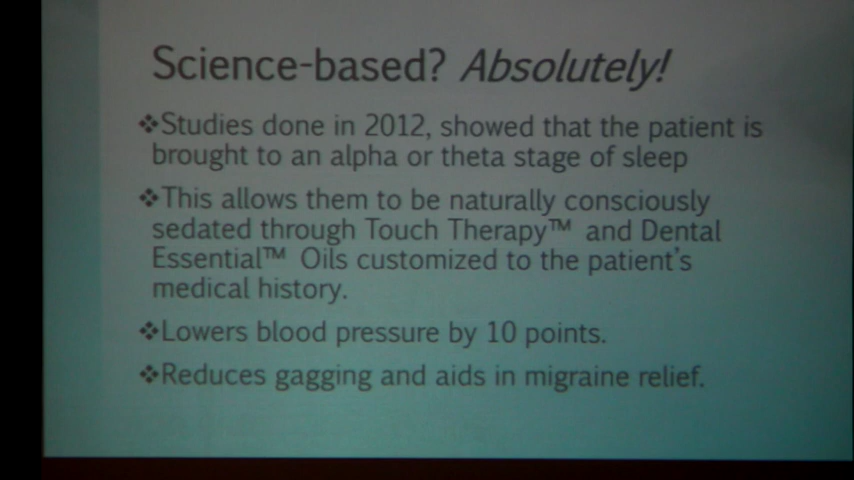 Science-based? Absolutely!
❖Studies done in 2012, showed that the patient is
brought to an alpha or theta stage of sleep
❖This allows them to be naturally consciously
sedated through Touch Therapy™ and Dental
Essential™ Oils customized to the patient's
medical history.
❖Lowers blood pressure by 10 points.
❖Reduces gagging and aids in migraine relief.